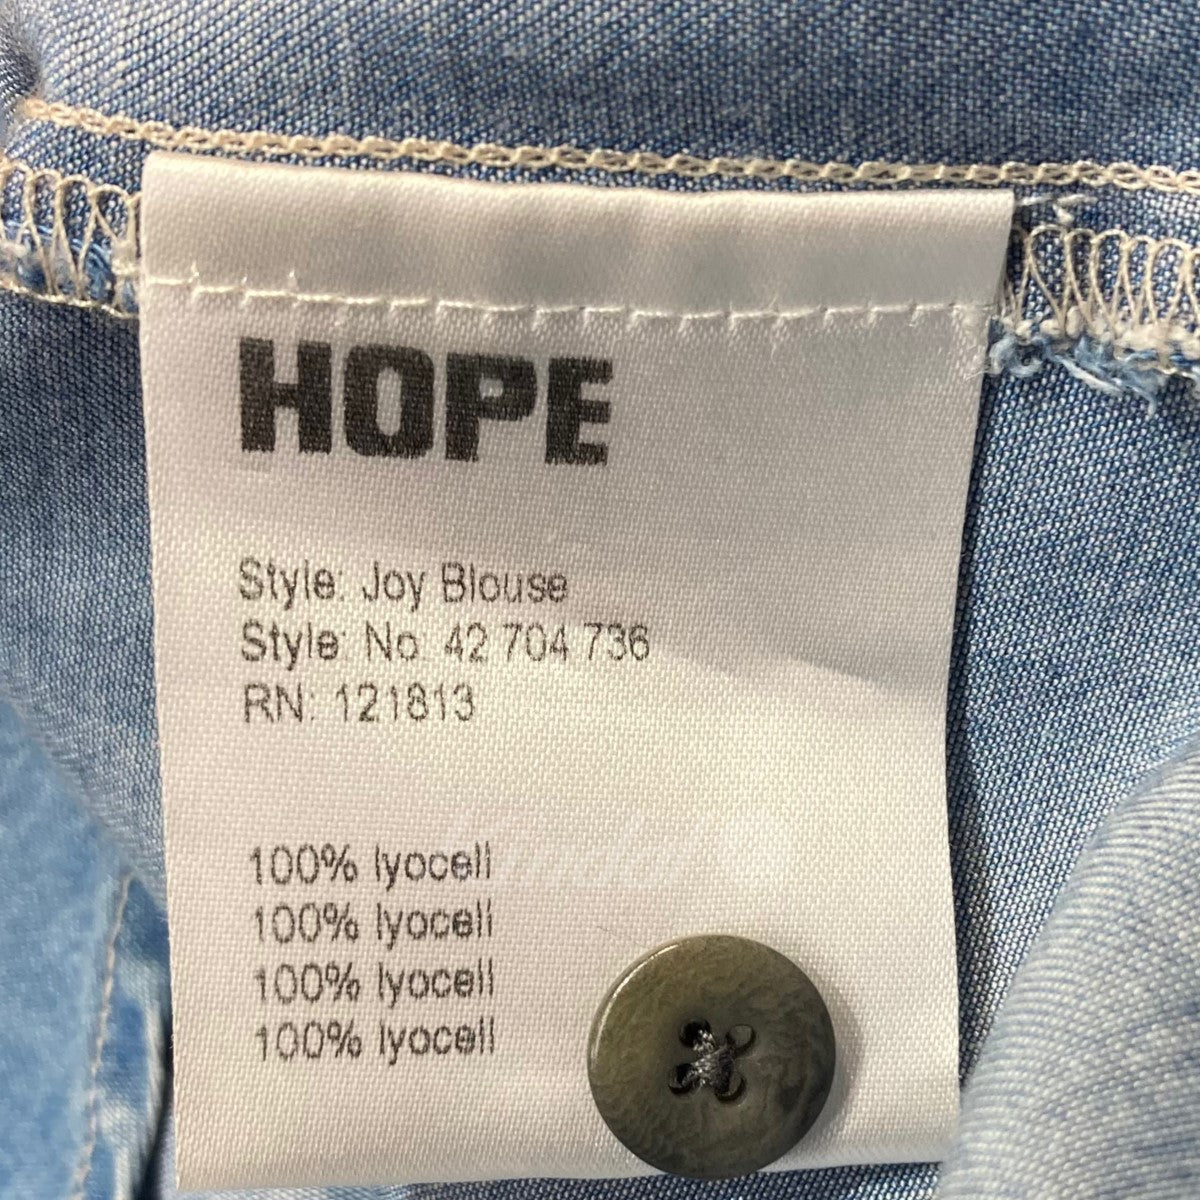 HOPE
Style: Joy Blouse
Style: No: 42 704 736
RN: 121813
100% lyocell
100% lyocell
100% lyocell
100% lyocell